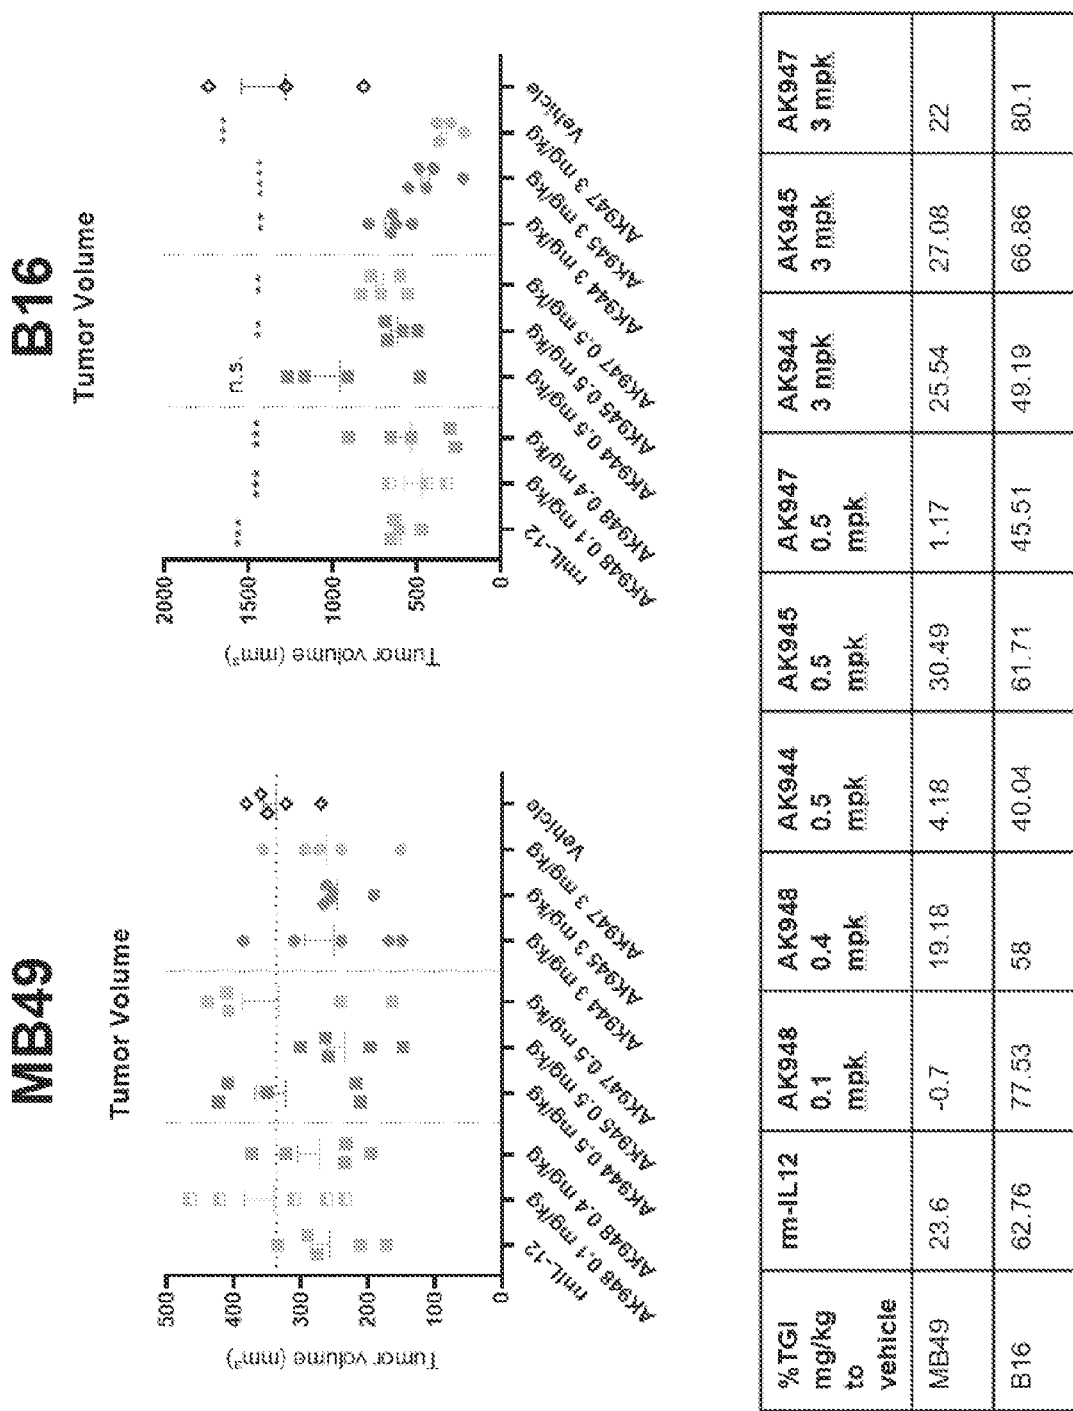 MB49
Tumor Volume
Tumor volume (mm³)
500
400
300
200
100
0
AK948 0.1 mg/kg
AK948 0.4 mg/kg
AK944 0.5 mg/kg
AK945 0.5 mg/kg
AK947 0.5 mg/kg
AK944 3 mg/kg
AK945 3 mg/kg
AK947 3 mg/kg
Vehicle
B16
Tumor Volume
Tumor volume (mm³)
2000
1500
1000
500
0
*** *** *** n.s. ** ** ** **** ***
AK948 0.1 mg/kg
AK948 0.4 mg/kg
AK944 0.5 mg/kg
AK945 0.5 mg/kg
AK947 0.5 mg/kg
AK944 3 mg/kg
AK945 3 mg/kg
AK947 3 mg/kg
Vehicle
%TGI mg/kg to vehicle
rm-IL12
AK948 0.1 mpk
AK948 0.4 mpk
AK944 0.5 mpk
AK945 0.5 mpk
AK947 0.5 mpk
AK944 3 mpk
AK945 3 mpk
AK947 3 mpk
MB49 23.6 -0.7 19.18 4.18 30.49 1.17 25.54 27.08 22
B16 62.76 77.53 58 40.04 61.71 45.51 49.19 66.86 80.1